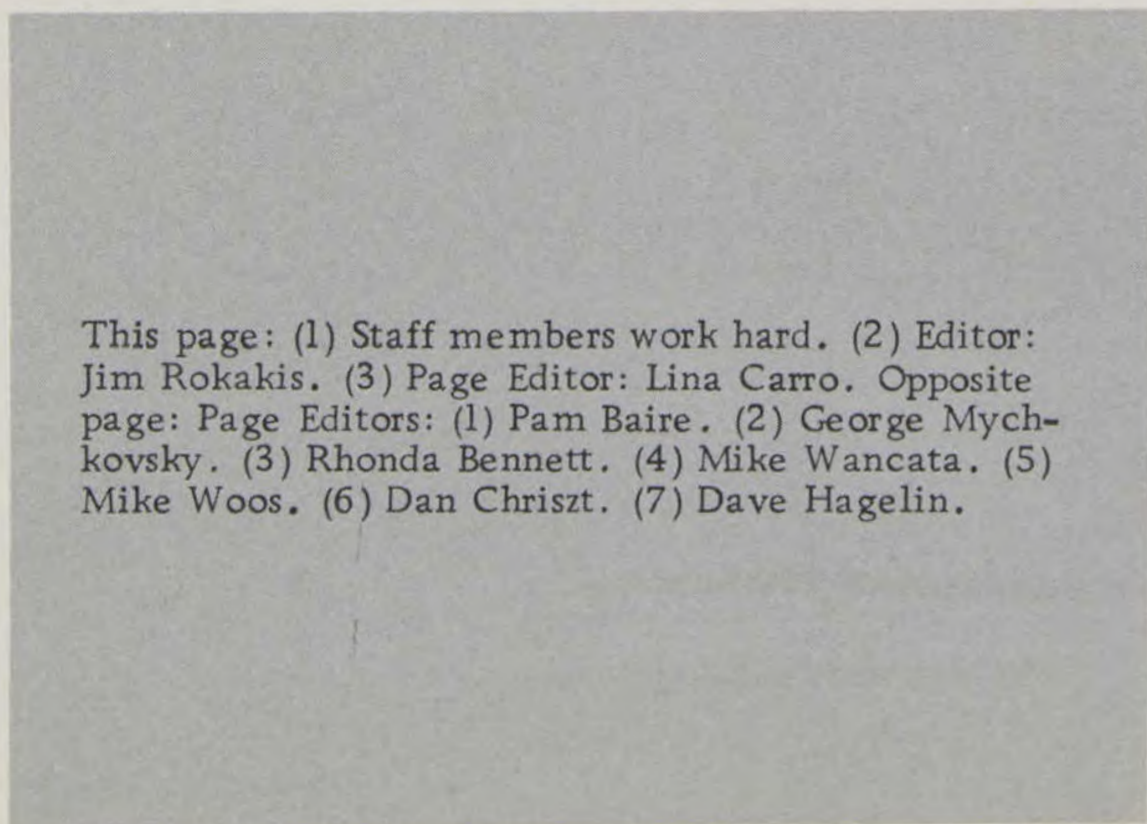 This page: (1) Staff members work hard. (2) Editor:
Jim Rokakis. (3) Page Editor: Lina Carro. Opposite
page: Page Editors: (1) Pam Baire. (2) George Mych-
kovsky. (3) Rhonda Bennett. (4) Mike Wancata. (5)
Mike Woos. (6) Dan Chriszt. (7) Dave Hagelin.